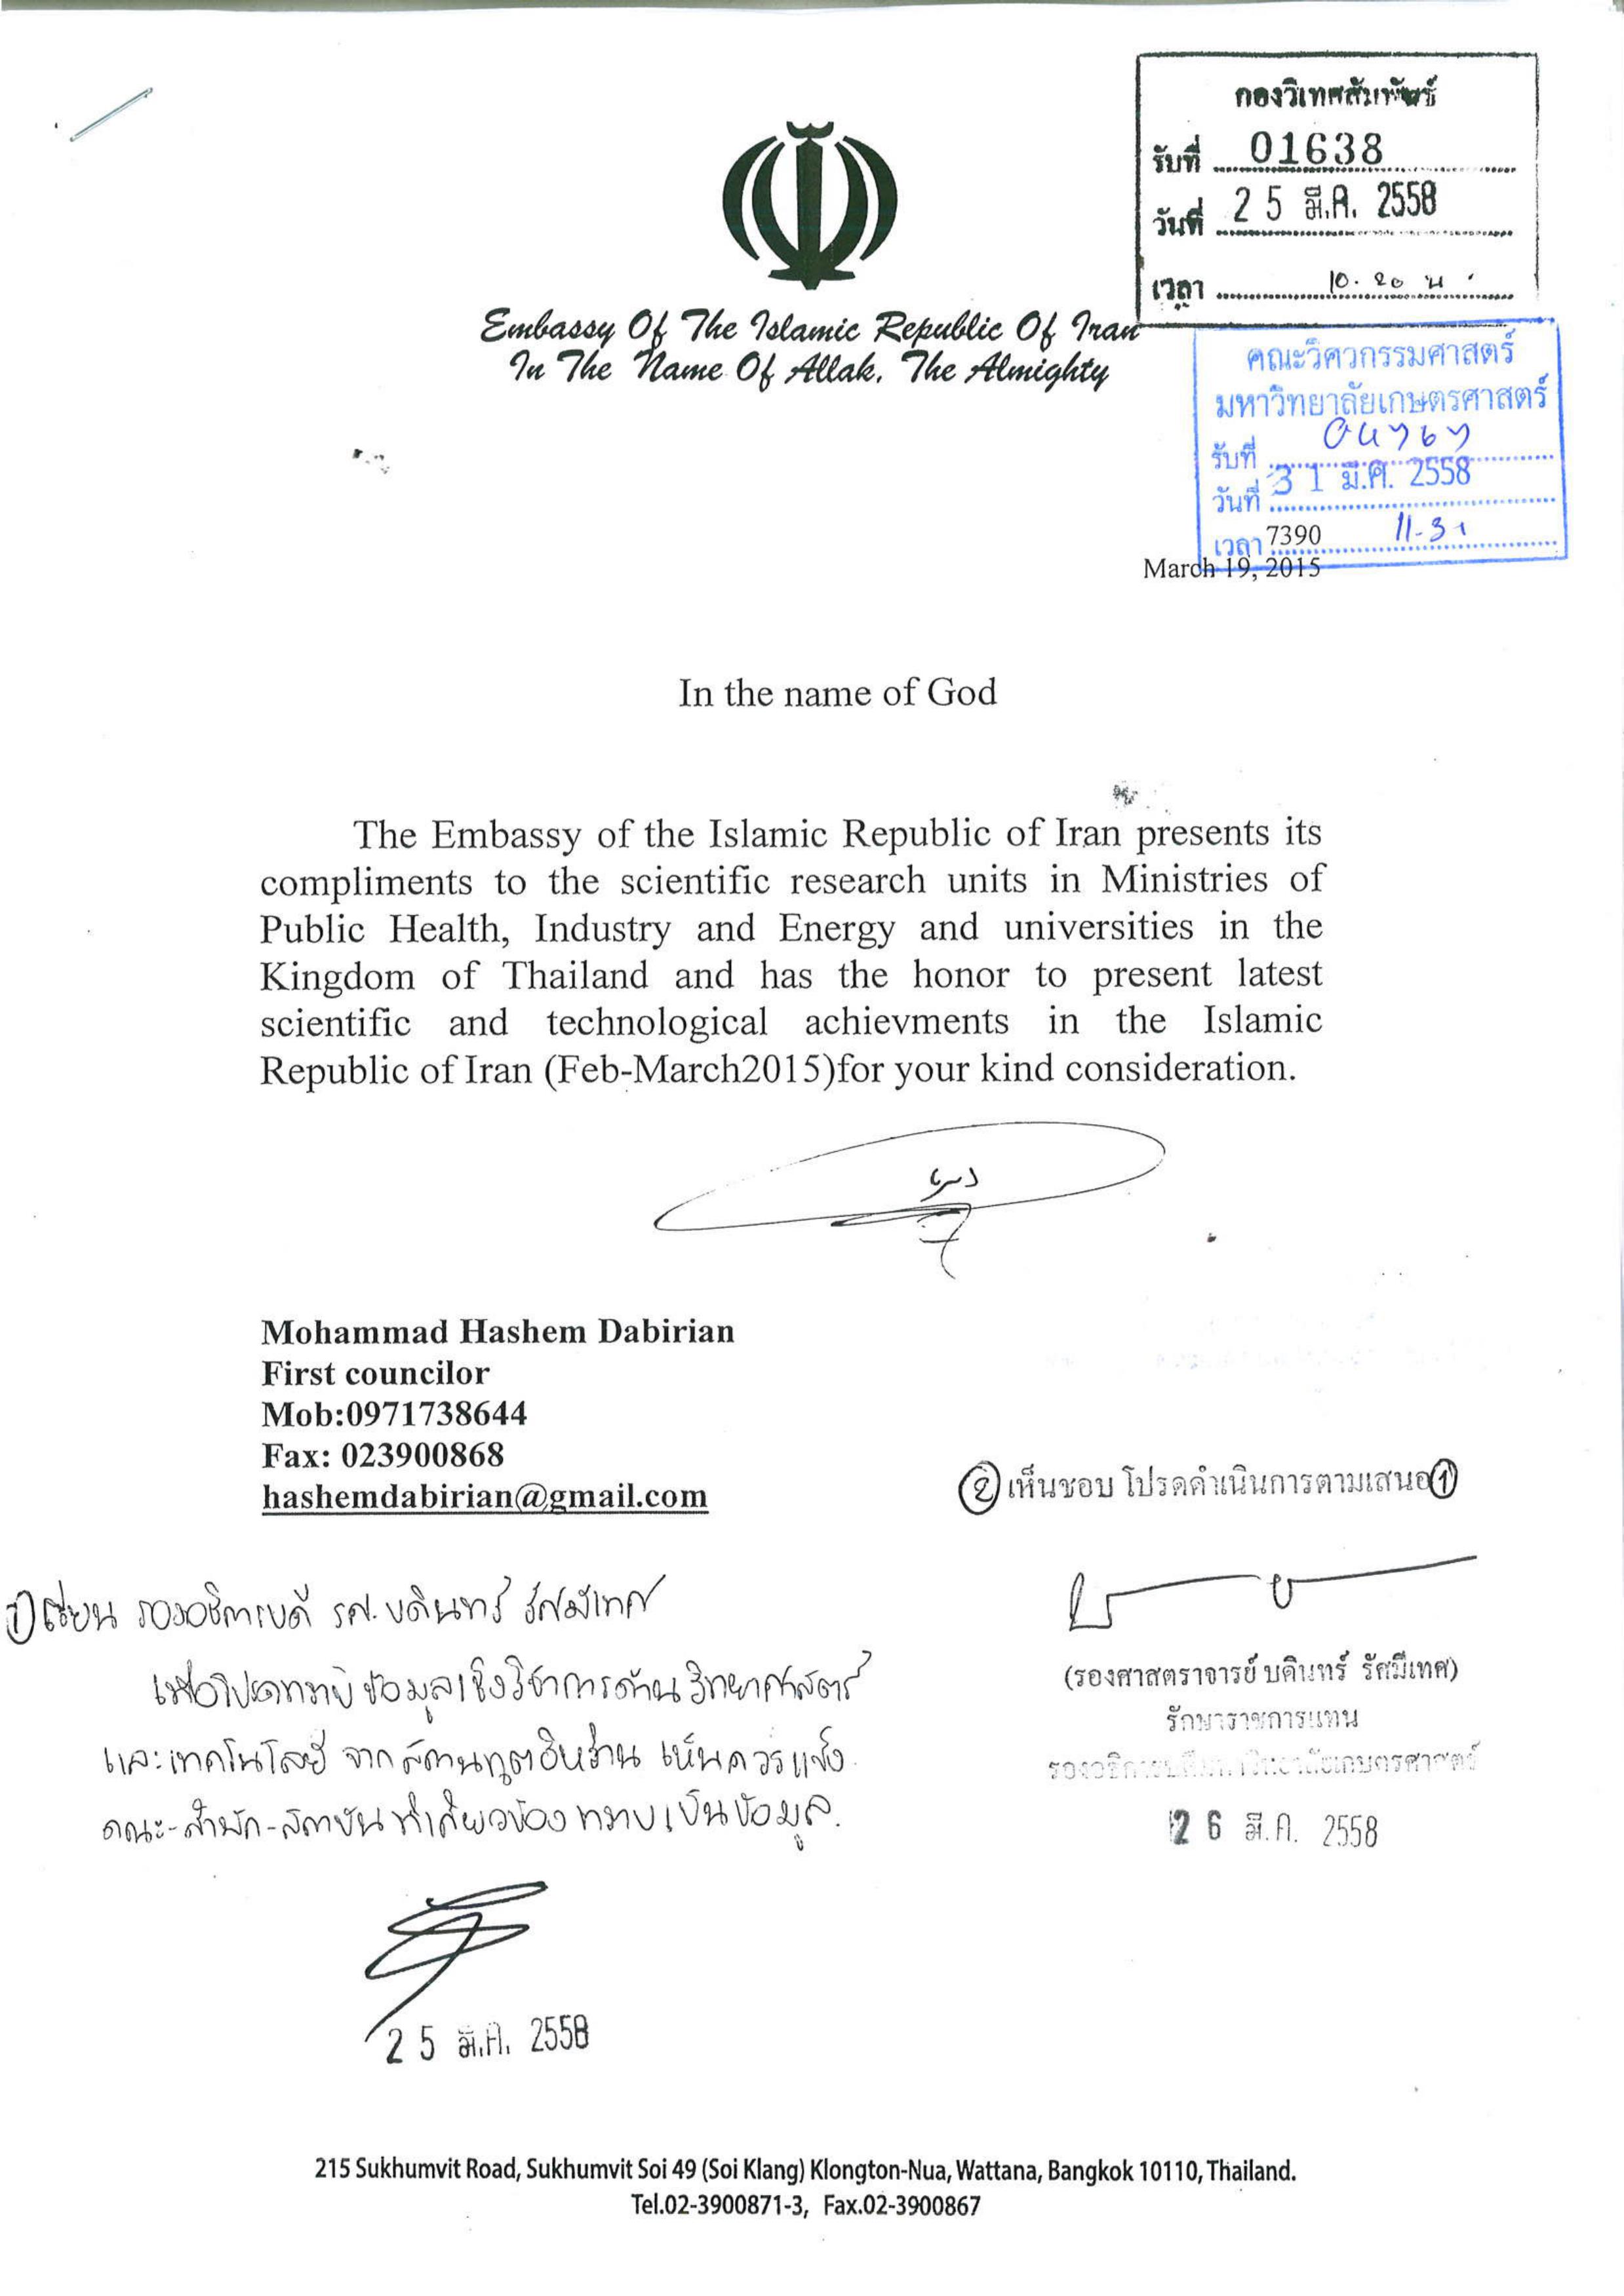 กองวิเทศสัมพันธ์
รับที่ 01638
วันที่ 25 มี.ค. 2558
เวลา 10.20 น.
Embassy Of The Islamic Republic Of Iran
In The Name Of Allah, The Almighty
คณะวิศวกรรมศาสตร์
มหาวิทยาลัยเกษตรศาสตร์
รับที่
วันที่ 31 มี.ค. 2558
เวลา 11.31
7390
March 19, 2015
In the name of God
The Embassy of the Islamic Republic of Iran presents its
compliments to the scientific research units in Ministries of
Public Health, Industry and Energy and universities in the
Kingdom of Thailand and has the honor to present latest
scientific and technological achievments in the Islamic
Republic of Iran (Feb-March2015)for your kind consideration.
Mohammad Hashem Dabirian
First councilor
Mob:0971738644
Fax: 023900868
hashemdabirian@gmail.com
② เห็นชอบ โปรดดำเนินการตามเสนอ ①
① เรียน รองอธิการบดี รศ.บดินทร์ รัศมีเทศ
เพื่อโปรดทราบ ข้อมูลเชิงวิชาการด้านวิทยาศาสตร์
และเทคโนโลยี จากสถานทูตอิหร่าน เห็นควรแจ้ง
คณะ-สำนัก-สถาบัน ที่เกี่ยวข้อง ทราบเป็นข้อมูล.
25 มี.ค. 2558
(รองศาสตราจารย์ บดินทร์ รัศมีเทศ)
รักษาราชการแทน
รองอธิการบดีมหาวิทยาลัยเกษตรศาสตร์
26 มี.ค. 2558
215 Sukhumvit Road, Sukhumvit Soi 49 (Soi Klang) Klongton-Nua, Wattana, Bangkok 10110, Thailand.
Tel.02-3900871-3, Fax.02-3900867